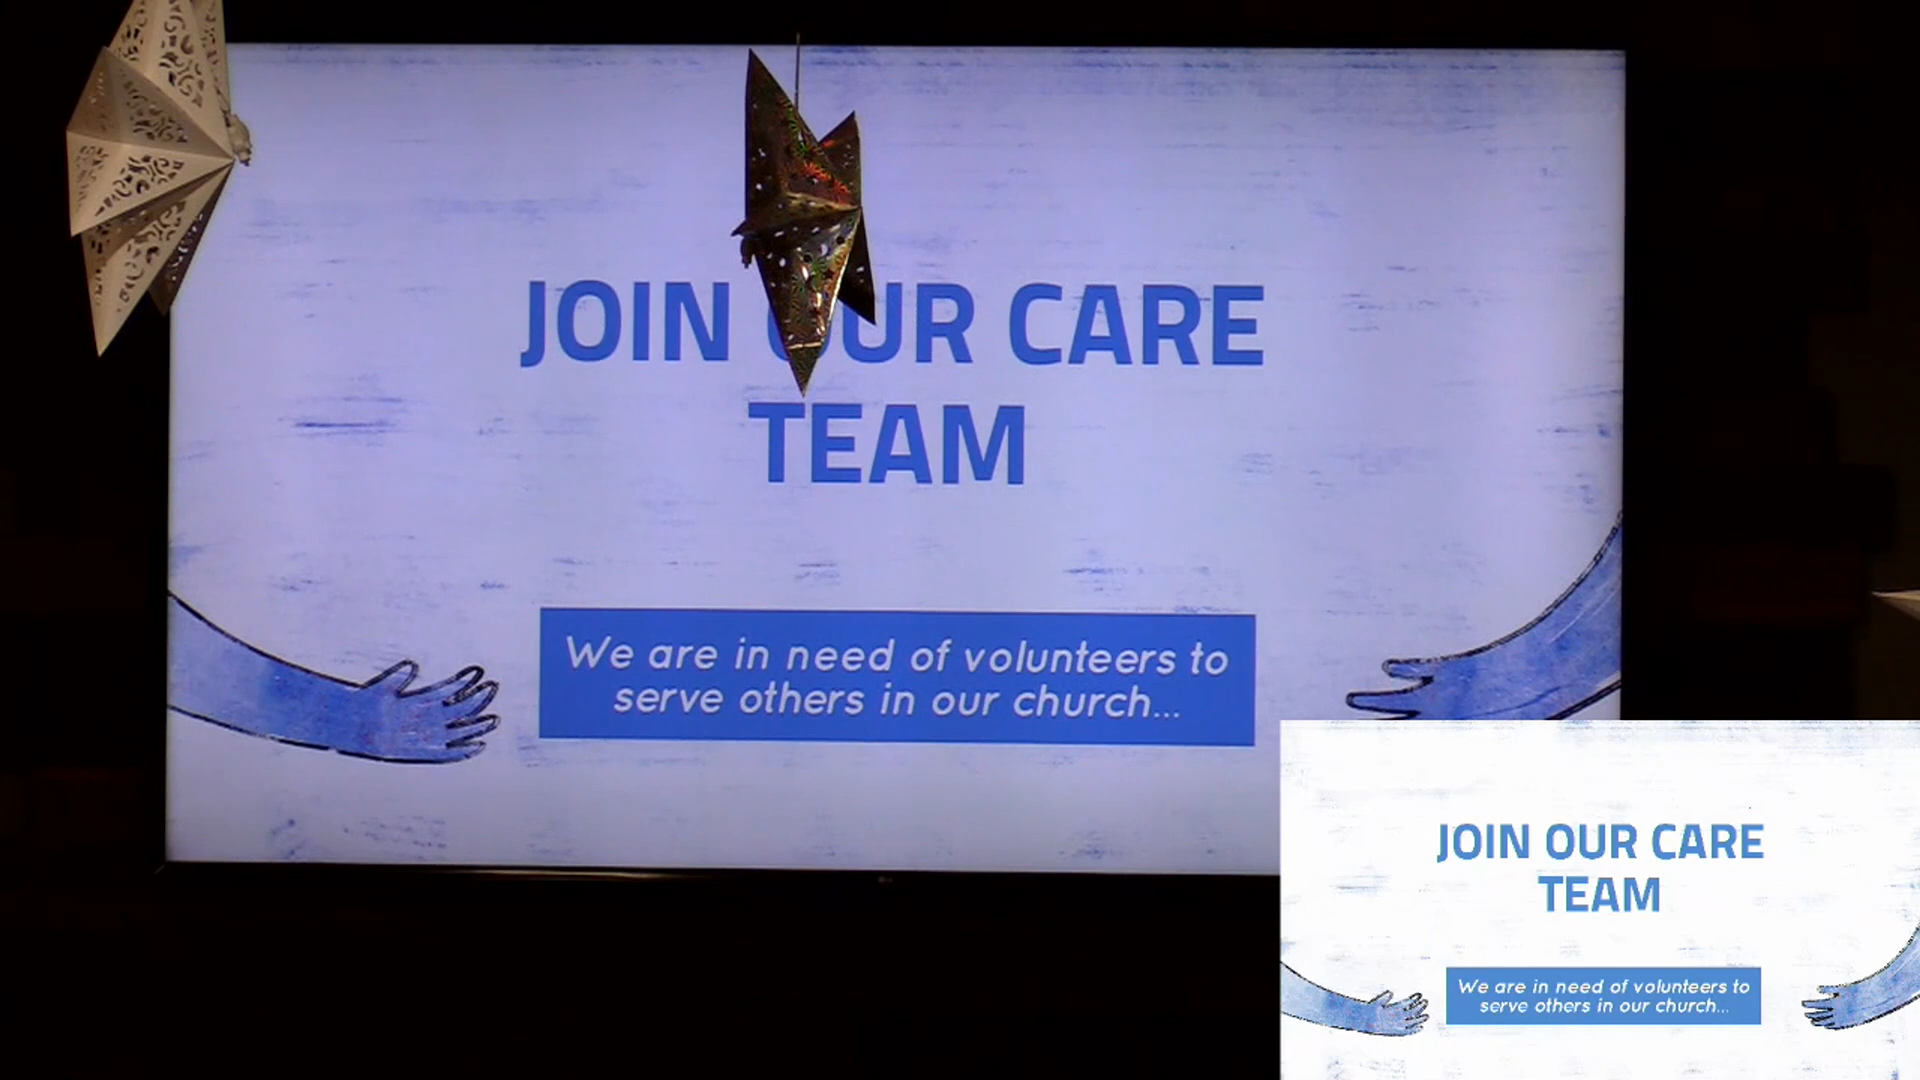 JOIN OUR CARE
TEAM
We are in need of volunteers to
serve others in our church...
JOIN OUR CARE
TEAM
We are in need of volunteers to
serve others in our church...